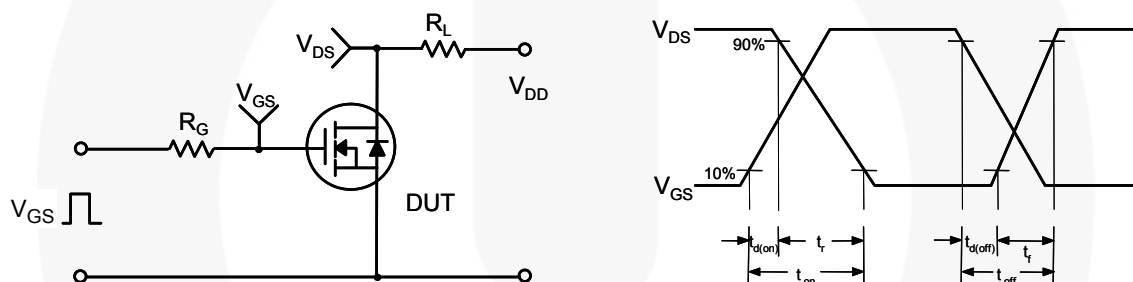 R_L
V_DS
V_DD
V_GS
R_G
V_GS
DUT
V_DS
90%
10%
V_GS
t_d(on)
t_r
t_d(off)
t_f
t_on
t_off